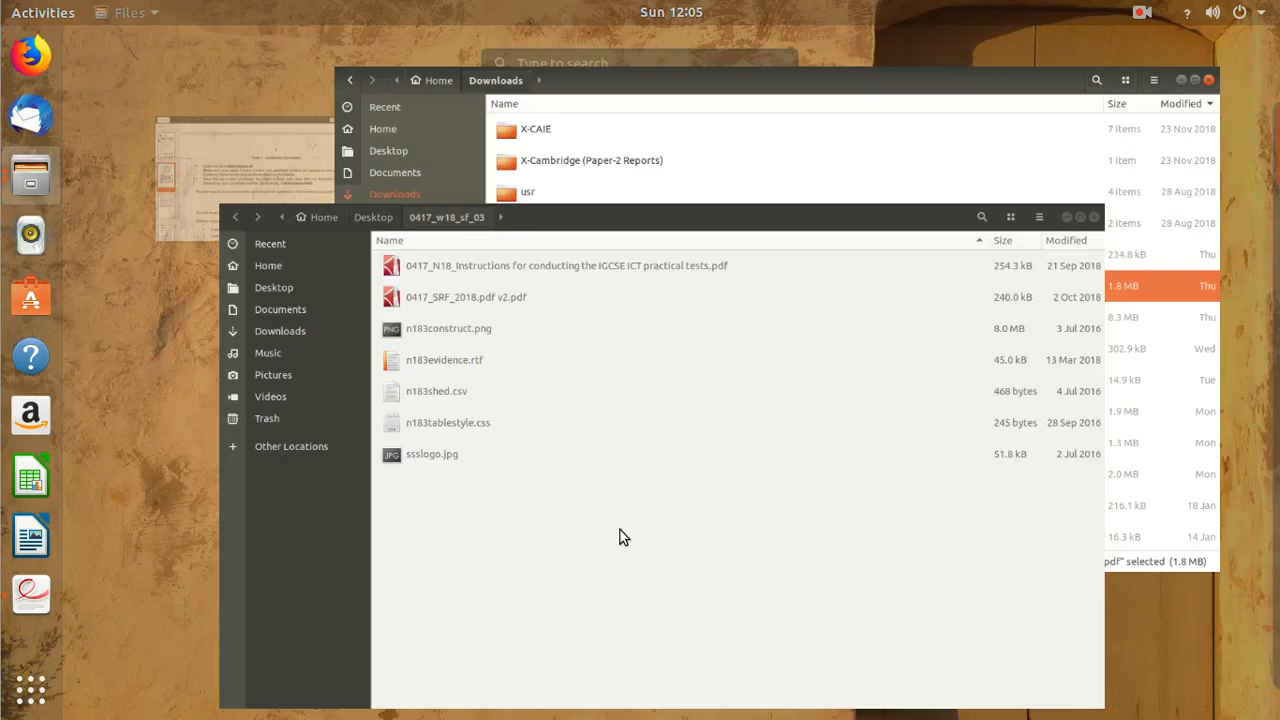 Activities Files Sun 12:05 ?
Type to search...
Home Downloads
Recent Name Size Modified
Home X-CAIE 7 items 23 Nov 2018
Desktop X-Cambridge (Paper-2 Reports) 1 item 23 Nov 2018
Documents
Downloads usr 4 items 28 Aug 2018
2 items 28 Aug 2018
234.8 kB Thu
1.8 MB Thu
8.3 MB Thu
302.9 kB Wed
14.9 kB Tue
1.9 MB Mon
1.3 MB Mon
2.0 MB Mon
216.1 kB 18 Jan
16.3 kB 14 Jan
pdf" selected (1.8 MB)
Home Desktop 0417_w18_sf_03
Name Size Modified
Recent
Home
Desktop
Documents
Downloads
Music
Pictures
Videos
Trash
+ Other Locations
0417_N18_Instructions for conducting the IGCSE ICT practical tests.pdf 254.3 kB 21 Sep 2018
0417_SRF_2018.pdf v2.pdf 240.0 kB 2 Oct 2018
PNG n183construct.png 8.0 MB 3 Jul 2016
n183evidence.rtf 45.0 kB 13 Mar 2018
n183shed.csv 468 bytes 4 Jul 2016
n183tablestyle.css 245 bytes 28 Sep 2016
JPG ssslogo.jpg 51.8 kB 2 Jul 2016